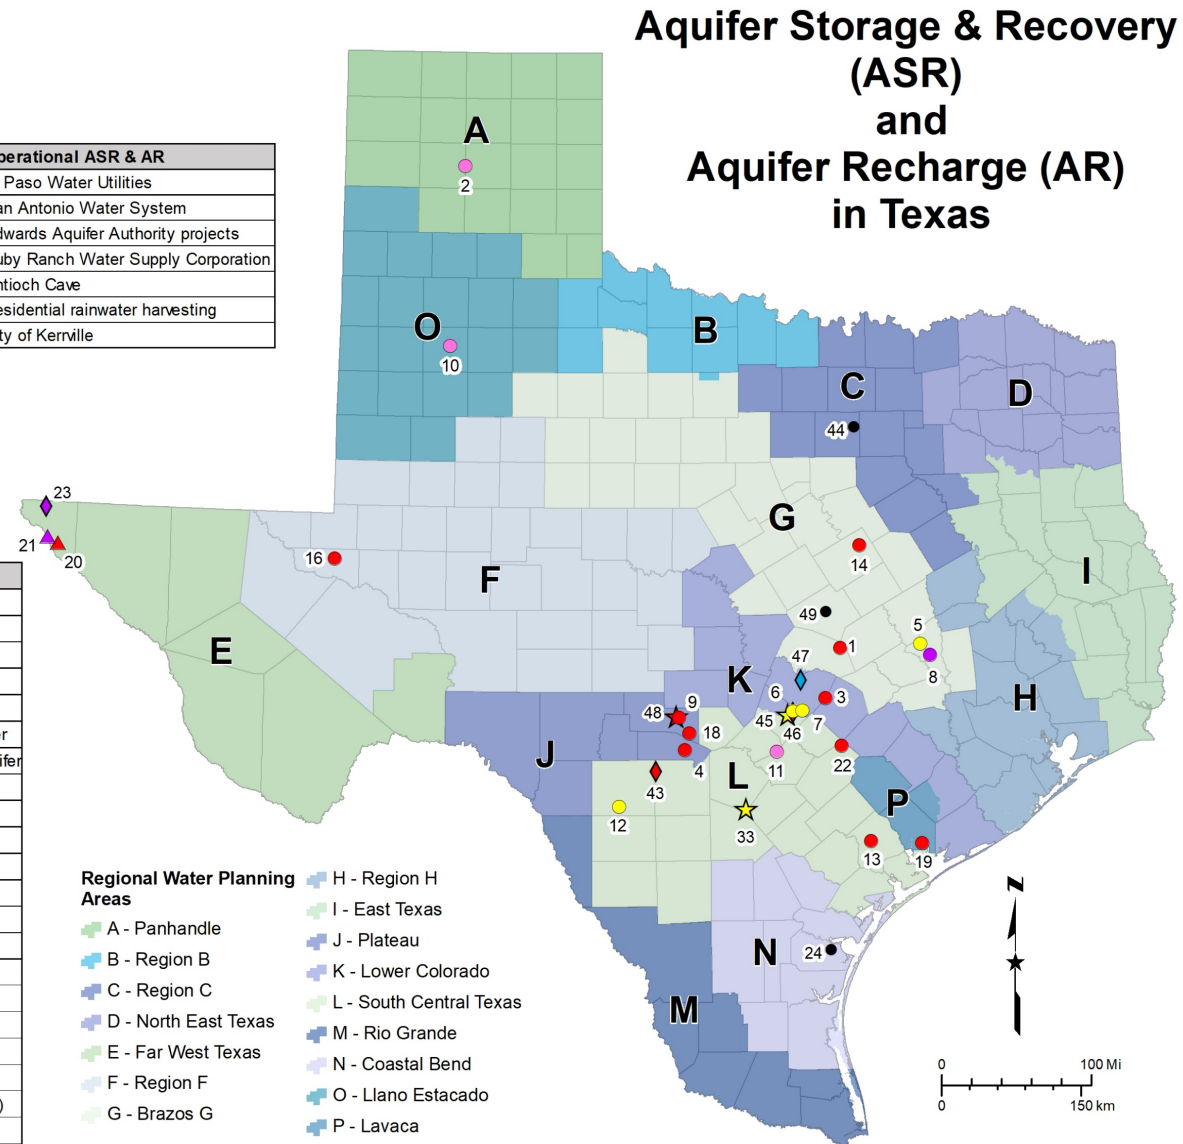 Aquifer Storage & Recovery
(ASR)
and
Aquifer Recharge (AR)
in Texas
perational ASR & AR
Paso Water Utilities
an Antonio Water System
dwards Aquifer Authority projects
uby Ranch Water Supply Corporation
ntioch Cave
esidential rainwater harvesting
ty of Kerrville
A
2
O
10
B
C
44
D
23
21
20
16
F
G
14
I
E
49
1
5
8
47
K
6
3
H
48
9
45
46
7
18
J
4
11
22
43
L
12
33
P
13
19
er
ifer
)
N
24
M
Regional Water Planning
Areas
A - Panhandle
B - Region B
C - Region C
D - North East Texas
E - Far West Texas
F - Region F
G - Brazos G
H - Region H
I - East Texas
J - Plateau
K - Lower Colorado
L - South Central Texas
M - Rio Grande
N - Coastal Bend
O - Llano Estacado
P - Lavaca
N
0 100 Mi
0 150 km